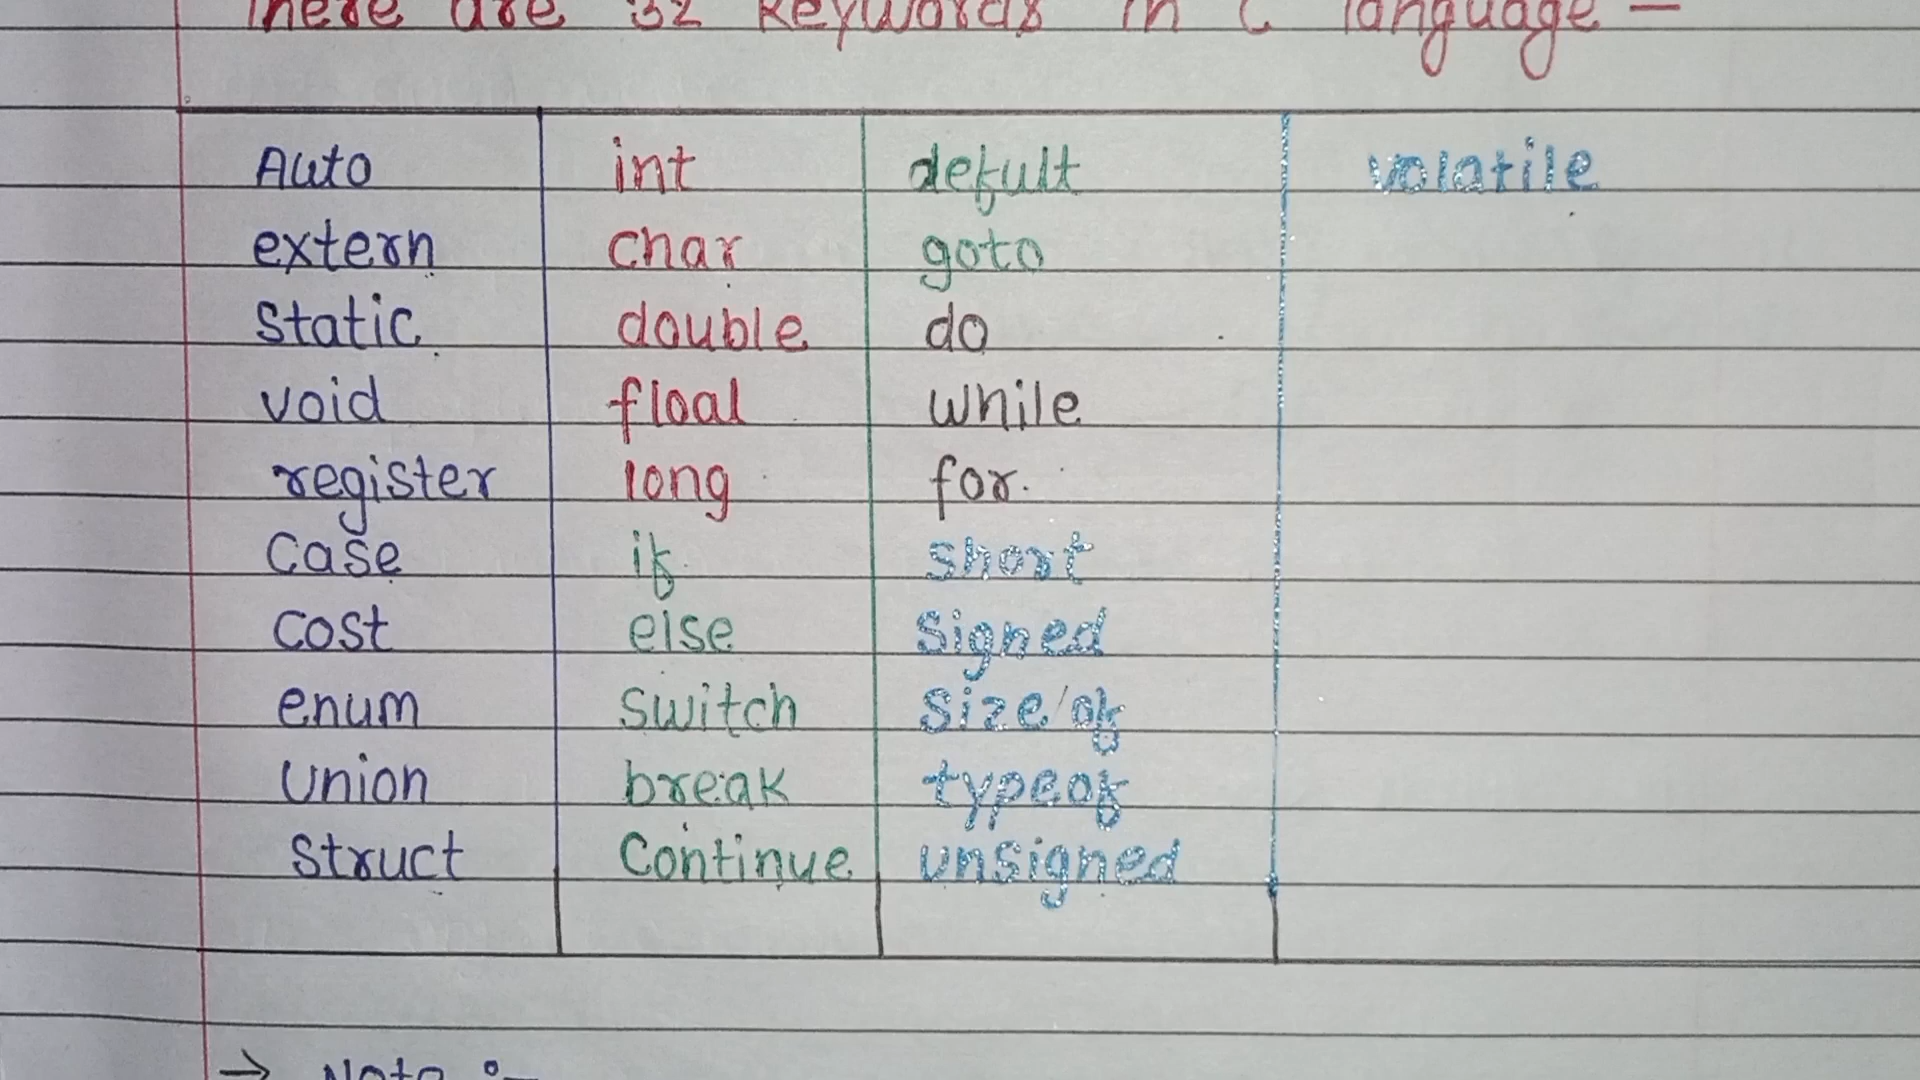 There are 32 keywords in C language -
Auto int defult volatile
extern char goto
Static double do
void floal while
register long for.
Case if short
cost else Signed
enum Switch Size/of
Union break typeof
Struct Continue unsigned
→ Note :-